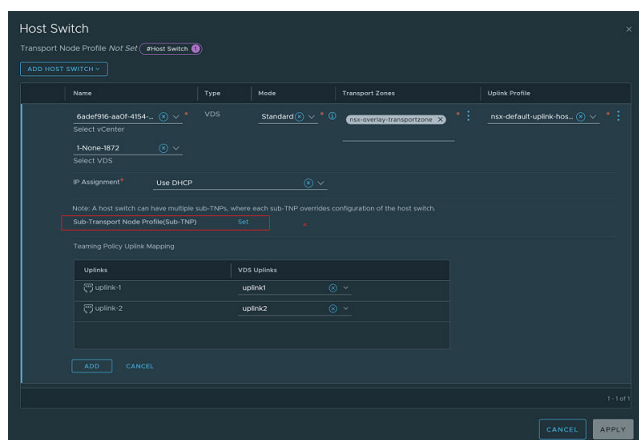 Host Switch
Transport Node Profile Not Set #Host Switch 1
ADD HOST SWITCH
Name Type Mode Transport Zones Uplink Profile
6adef916-aa0f-4154-... * VDS Standard * nsx-overlay-transportzone * nsx-default-uplink-hos... *
Select vCenter
1-None-1872
Select VDS
IP Assignment* Use DHCP
Note: A host switch can have multiple sub-TNPs, where each sub-TNP overrides configuration of the host switch.
Sub-Transport Node Profile(Sub-TNP) Set
Teaming Policy Uplink Mapping
Uplinks VDS Uplinks
uplink-1 uplink1
uplink-2 uplink2
ADD CANCEL
1 - 1 of 1
CANCEL APPLY